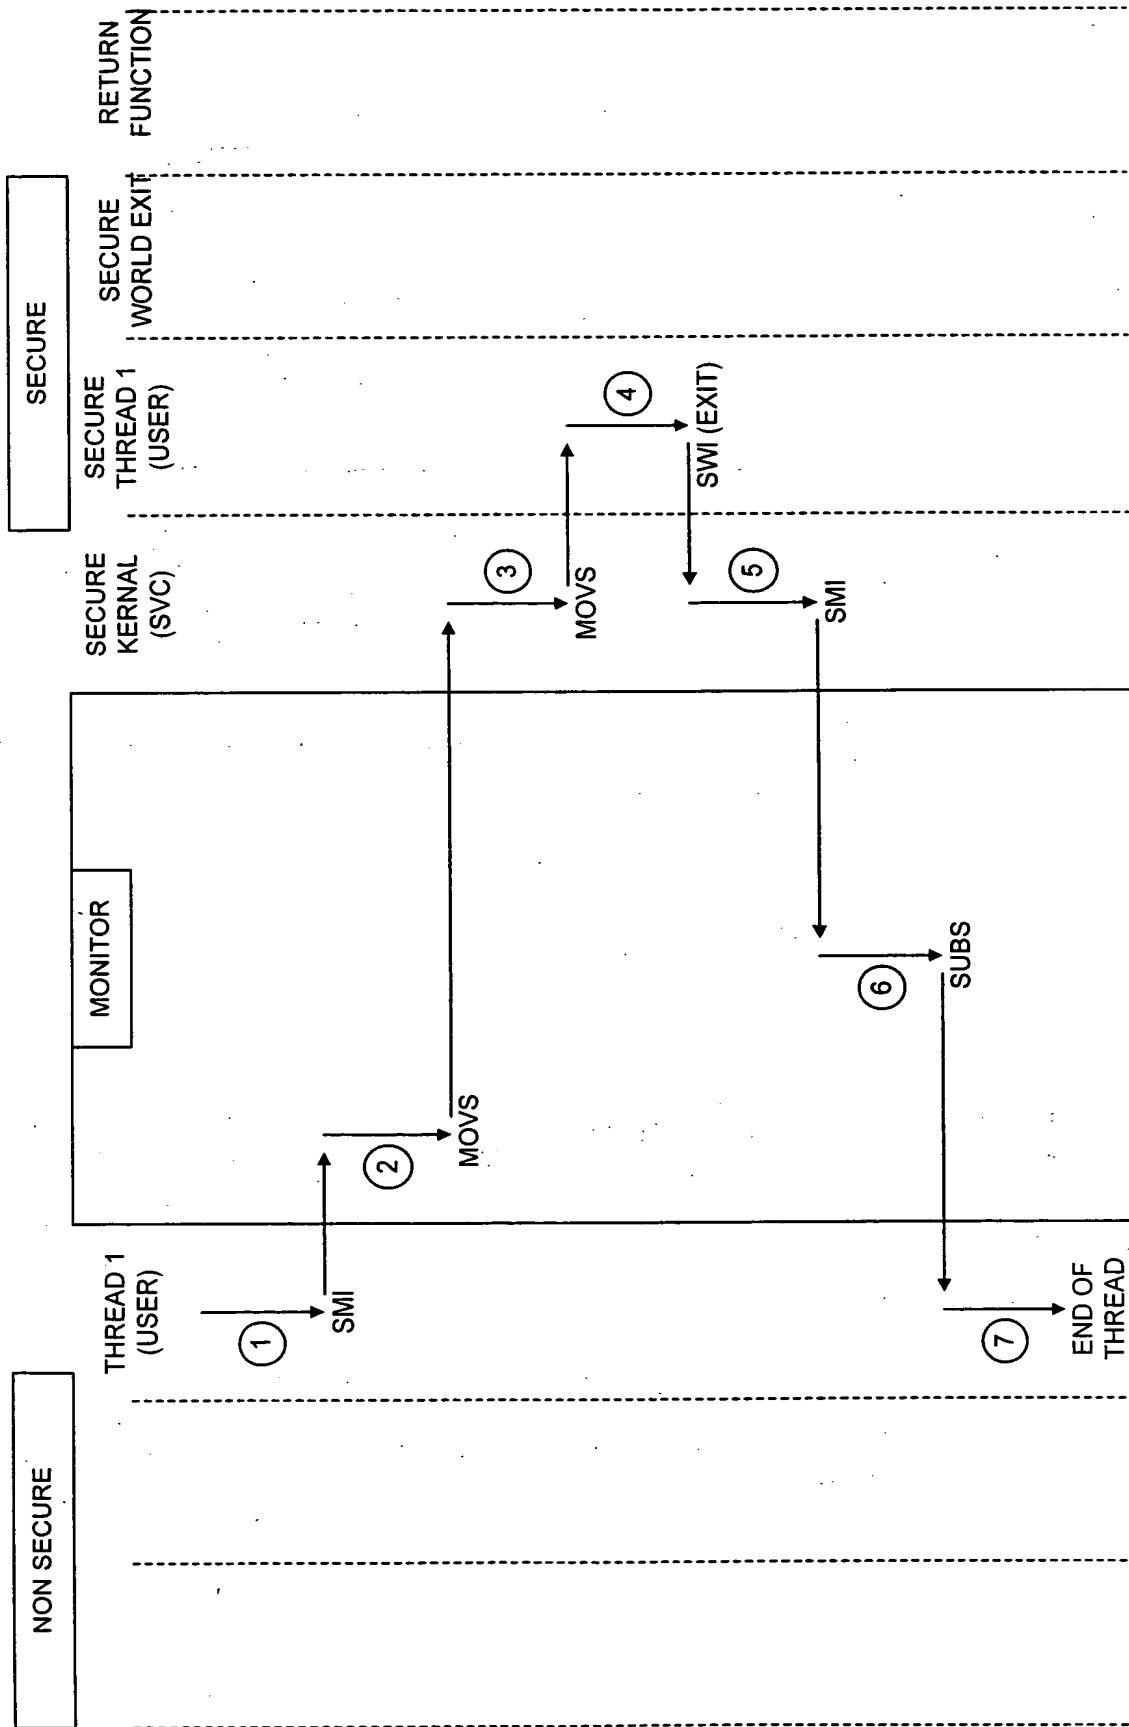 NON SECURE
MONITOR
SECURE
THREAD 1
(USER)
SECURE
KERNAL
(SVC)
SECURE
THREAD 1
(USER)
SECURE
WORLD EXIT
RETURN
FUNCTION
1
SMI
2
MOVS
3
MOVS
4
SWI (EXIT)
5
SMI
6
SUBS
7
END OF
THREAD